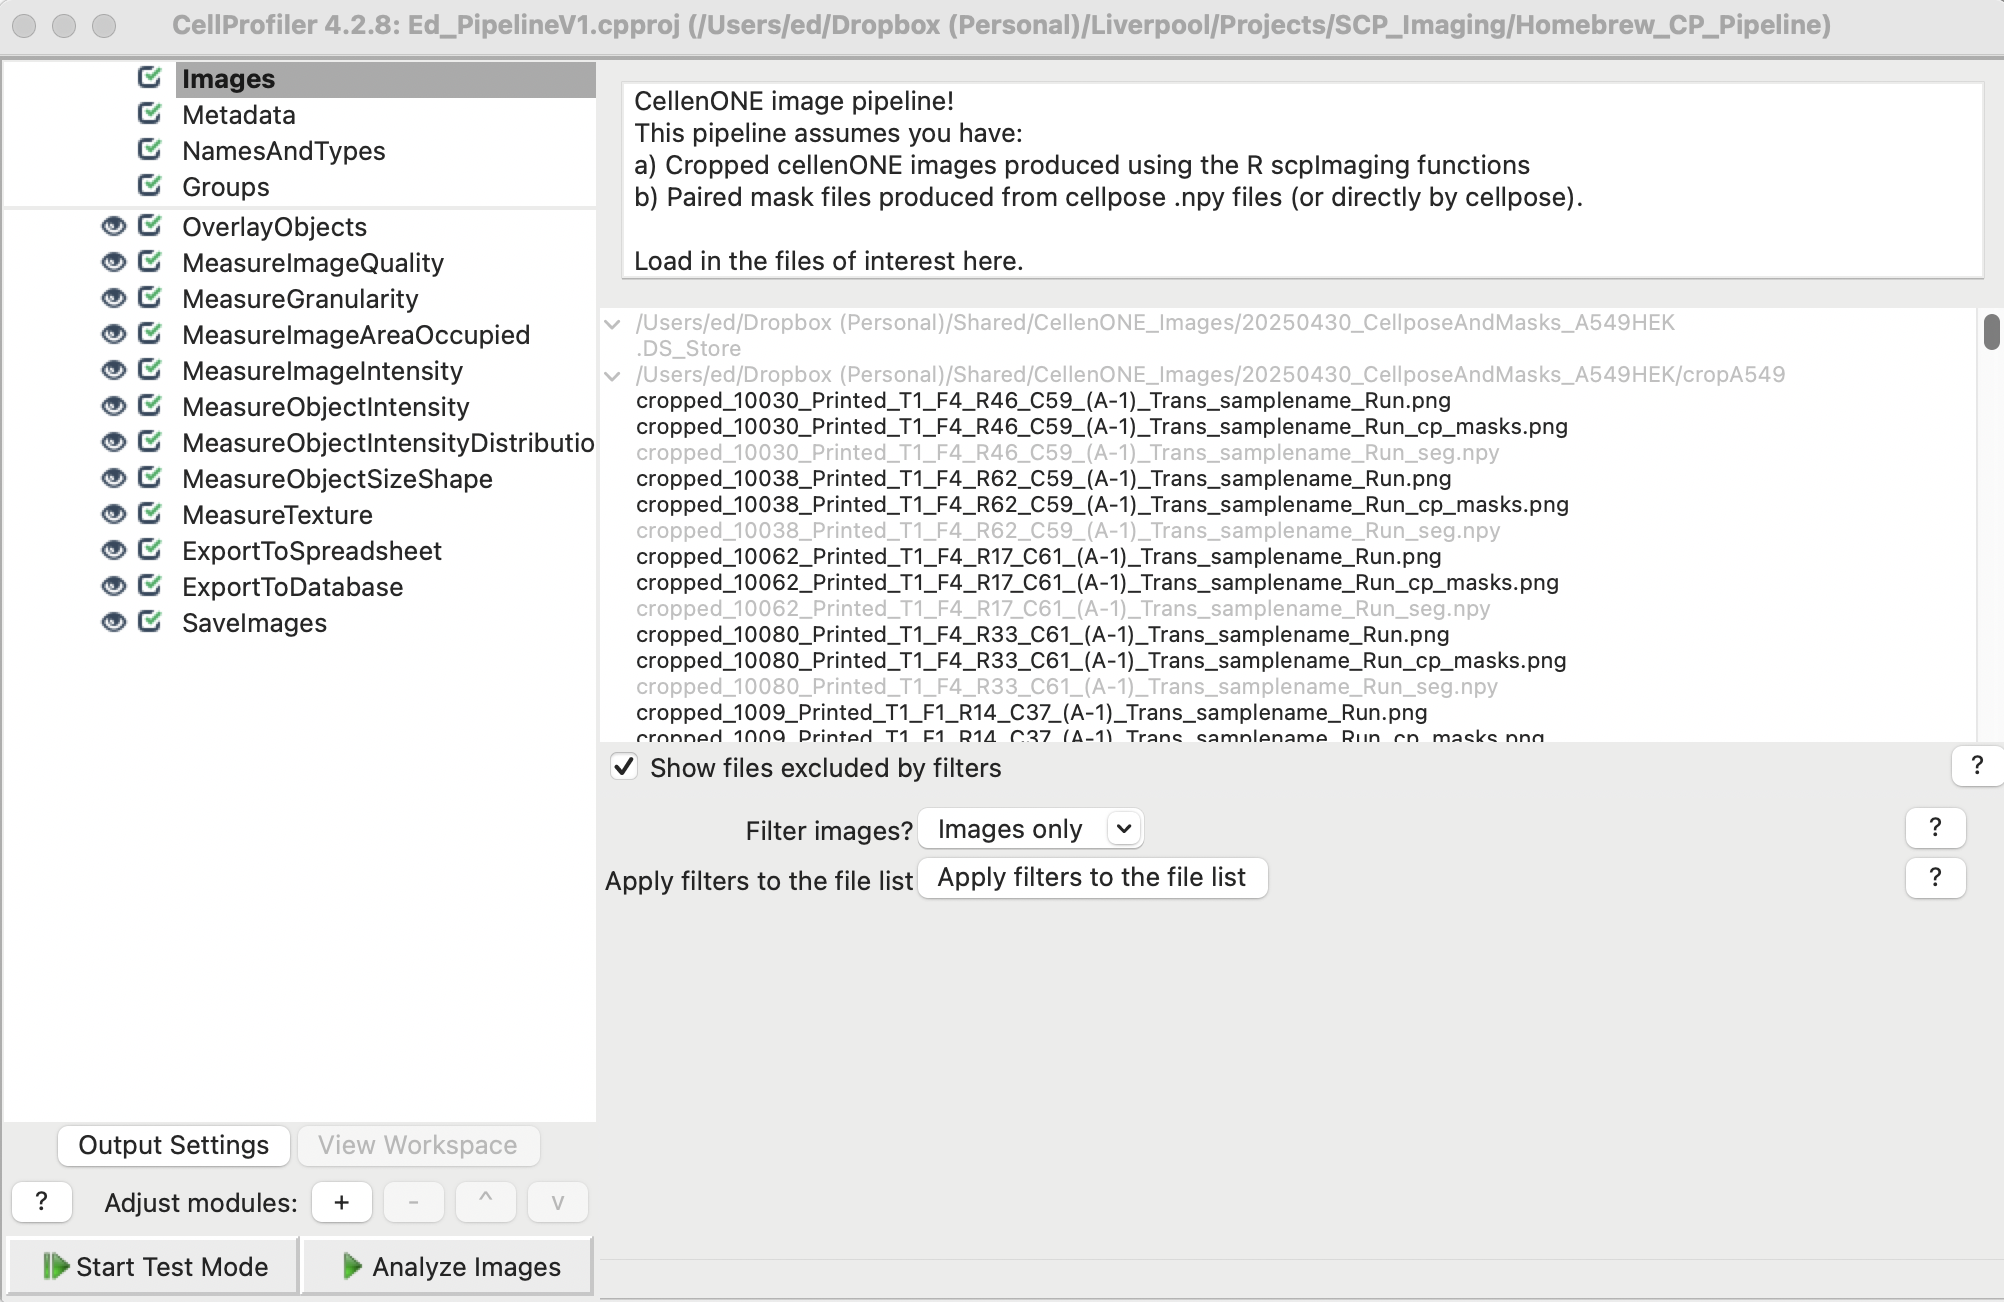 CellProfiler 4.2.8: Ed_PipelineV1.cpproj (/Users/ed/Dropbox (Personal)/Liverpool/Projects/SCP_Imaging/Homebrew_CP_Pipeline)
Images
Metadata
NamesAndTypes
Groups
OverlayObjects
MeasureImageQuality
MeasureGranularity
MeasureImageAreaOccupied
MeasureImageIntensity
MeasureObjectIntensity
MeasureObjectIntensityDistributio
MeasureObjectSizeShape
MeasureTexture
ExportToSpreadsheet
ExportToDatabase
SaveImages
Output Settings
View Workspace
?
Adjust modules:
+
-
^
v
Start Test Mode
Analyze Images
CellenONE image pipeline!
This pipeline assumes you have:
a) Cropped cellenONE images produced using the R scpImaging functions
b) Paired mask files produced from cellpose .npy files (or directly by cellpose).
Load in the files of interest here.
/Users/ed/Dropbox (Personal)/Shared/CellenONE_Images/20250430_CellposeAndMasks_A549HEK
.DS_Store
/Users/ed/Dropbox (Personal)/Shared/CellenONE_Images/20250430_CellposeAndMasks_A549HEK/cropA549
cropped_10030_Printed_T1_F4_R46_C59_(A-1)_Trans_samplename_Run.png
cropped_10030_Printed_T1_F4_R46_C59_(A-1)_Trans_samplename_Run_cp_masks.png
cropped_10030_Printed_T1_F4_R46_C59_(A-1)_Trans_samplename_Run_seg.npy
cropped_10038_Printed_T1_F4_R62_C59_(A-1)_Trans_samplename_Run.png
cropped_10038_Printed_T1_F4_R62_C59_(A-1)_Trans_samplename_Run_cp_masks.png
cropped_10038_Printed_T1_F4_R62_C59_(A-1)_Trans_samplename_Run_seg.npy
cropped_10062_Printed_T1_F4_R17_C61_(A-1)_Trans_samplename_Run.png
cropped_10062_Printed_T1_F4_R17_C61_(A-1)_Trans_samplename_Run_cp_masks.png
cropped_10062_Printed_T1_F4_R17_C61_(A-1)_Trans_samplename_Run_seg.npy
cropped_10080_Printed_T1_F4_R33_C61_(A-1)_Trans_samplename_Run.png
cropped_10080_Printed_T1_F4_R33_C61_(A-1)_Trans_samplename_Run_cp_masks.png
cropped_10080_Printed_T1_F4_R33_C61_(A-1)_Trans_samplename_Run_seg.npy
cropped_1009_Printed_T1_F1_R14_C37_(A-1)_Trans_samplename_Run.png
cropped_1009_Printed_T1_F1_R14_C37_(A-1)_Trans_samplename_Run_cp_masks.png
Show files excluded by filters
?
Filter images?
Images only
?
Apply filters to the file list
Apply filters to the file list
?